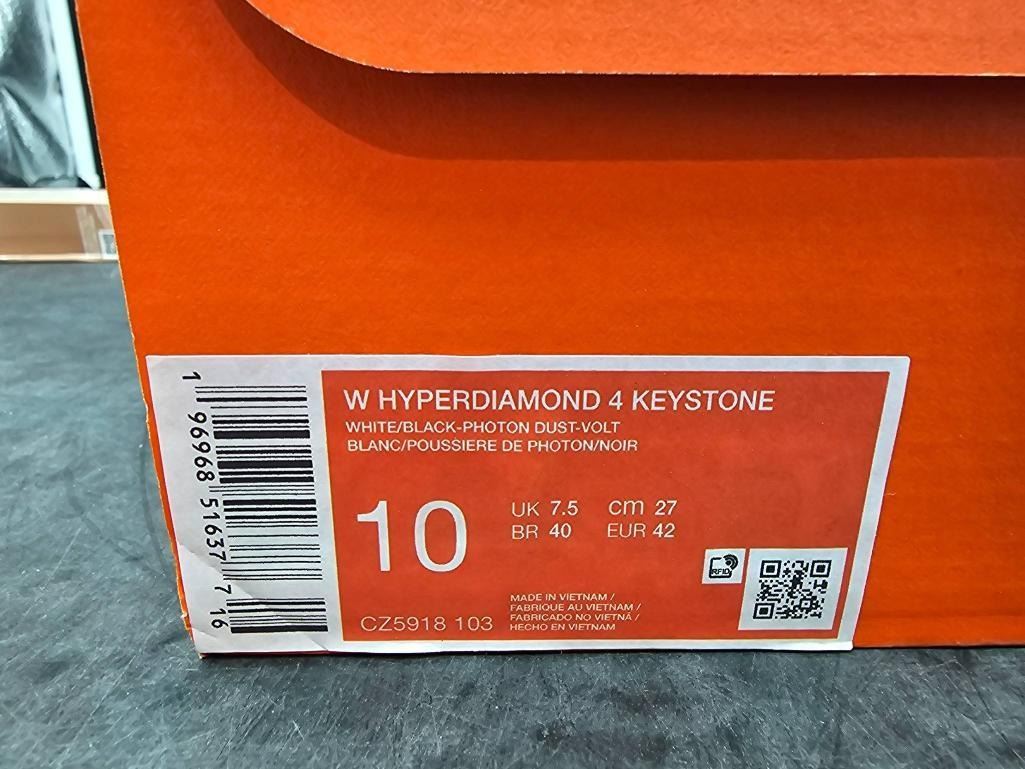 W HYPERDIAMOND 4 KEYSTONE
WHITE/BLACK-PHOTON DUST-VOLT
BLANC/POUSSIERE DE PHOTON/NOIR
10
UK 7.5 cm 27
BR 40 EUR 42
RFID
CZ5918 103
MADE IN VIETNAM /
FABRIQUE AU VIETNAM /
FABRICADO NO VIETNÃ /
HECHO EN VIETNAM
1 96968 51637 7 16